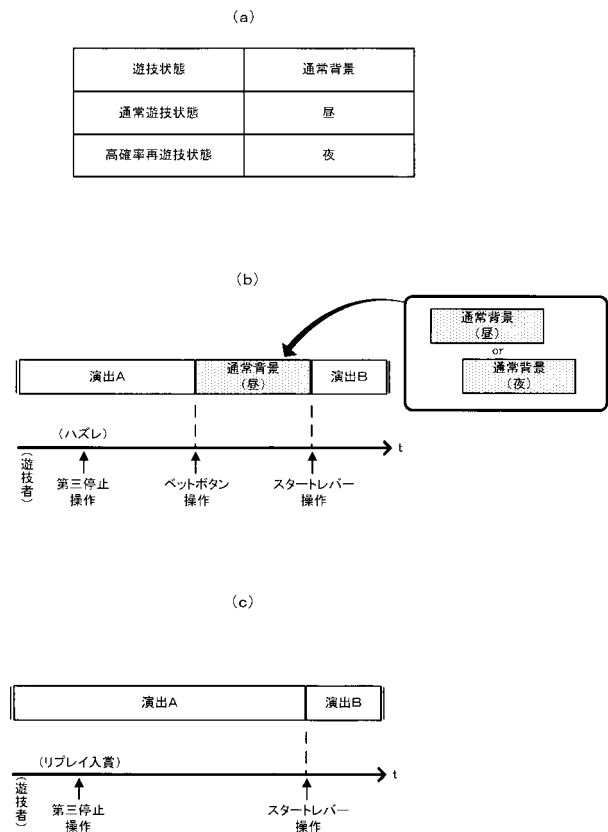 (a)
遊技状態 通常背景
通常遊技状態 昼
高確率再遊技状態 夜
(b)
通常背景
(昼)
or
通常背景
(夜)
演出A 通常背景
(昼) 演出B
(ハズレ)
t
(遊技者)
第三停止
操作
ベットボタン
操作
スタートレバー
操作
(c)
演出A 演出B
(リプレイ入賞)
t
(遊技者)
第三停止
操作
スタートレバー
操作